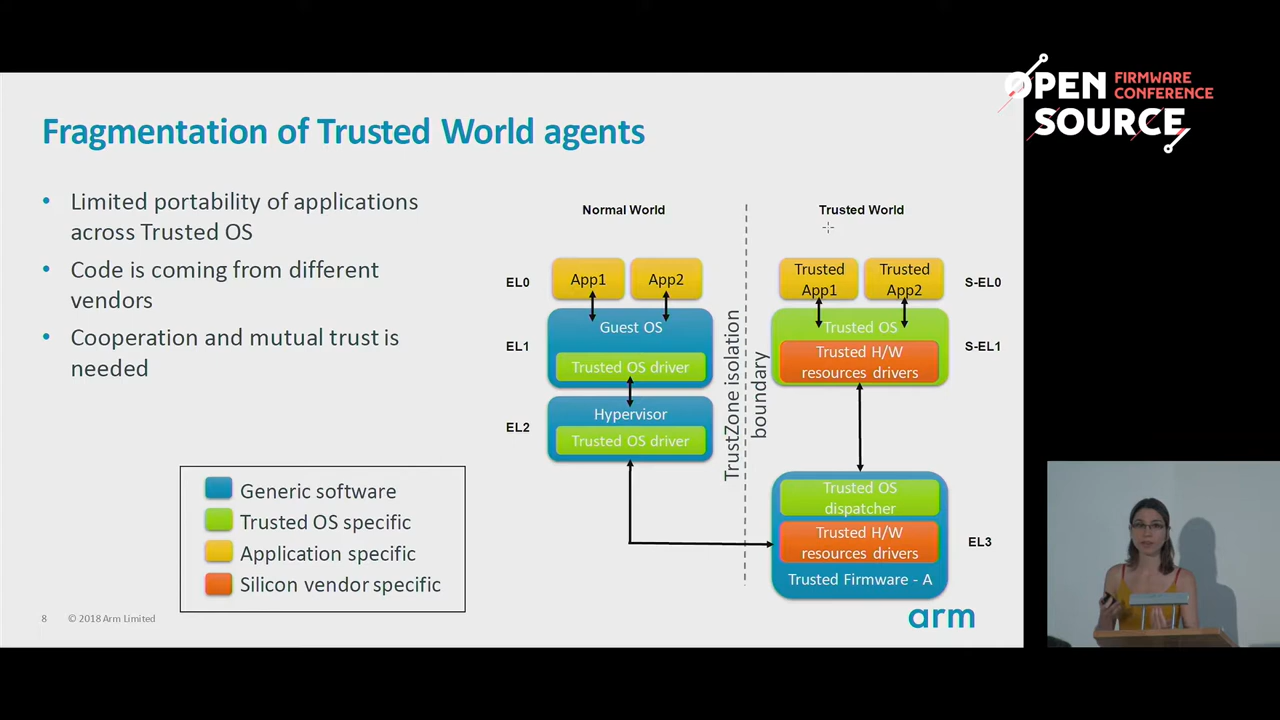 OPEN FIRMWARE
CONFERENCE
SOURCE
Fragmentation of Trusted World agents
• Limited portability of applications
across Trusted OS
• Code is coming from different
vendors
• Cooperation and mutual trust is
needed
Generic software
Trusted OS specific
Application specific
Silicon vendor specific
Normal World
Trusted World
EL0
App1
App2
EL1
Guest OS
Trusted OS driver
EL2
Hypervisor
Trusted OS driver
TrustZone isolation
boundary
Trusted
App1
Trusted
App2
S-EL0
Trusted OS
Trusted H/W
resources drivers
S-EL1
Trusted OS
dispatcher
Trusted H/W
resources drivers
Trusted Firmware - A
EL3
8 © 2018 Arm Limited
arm